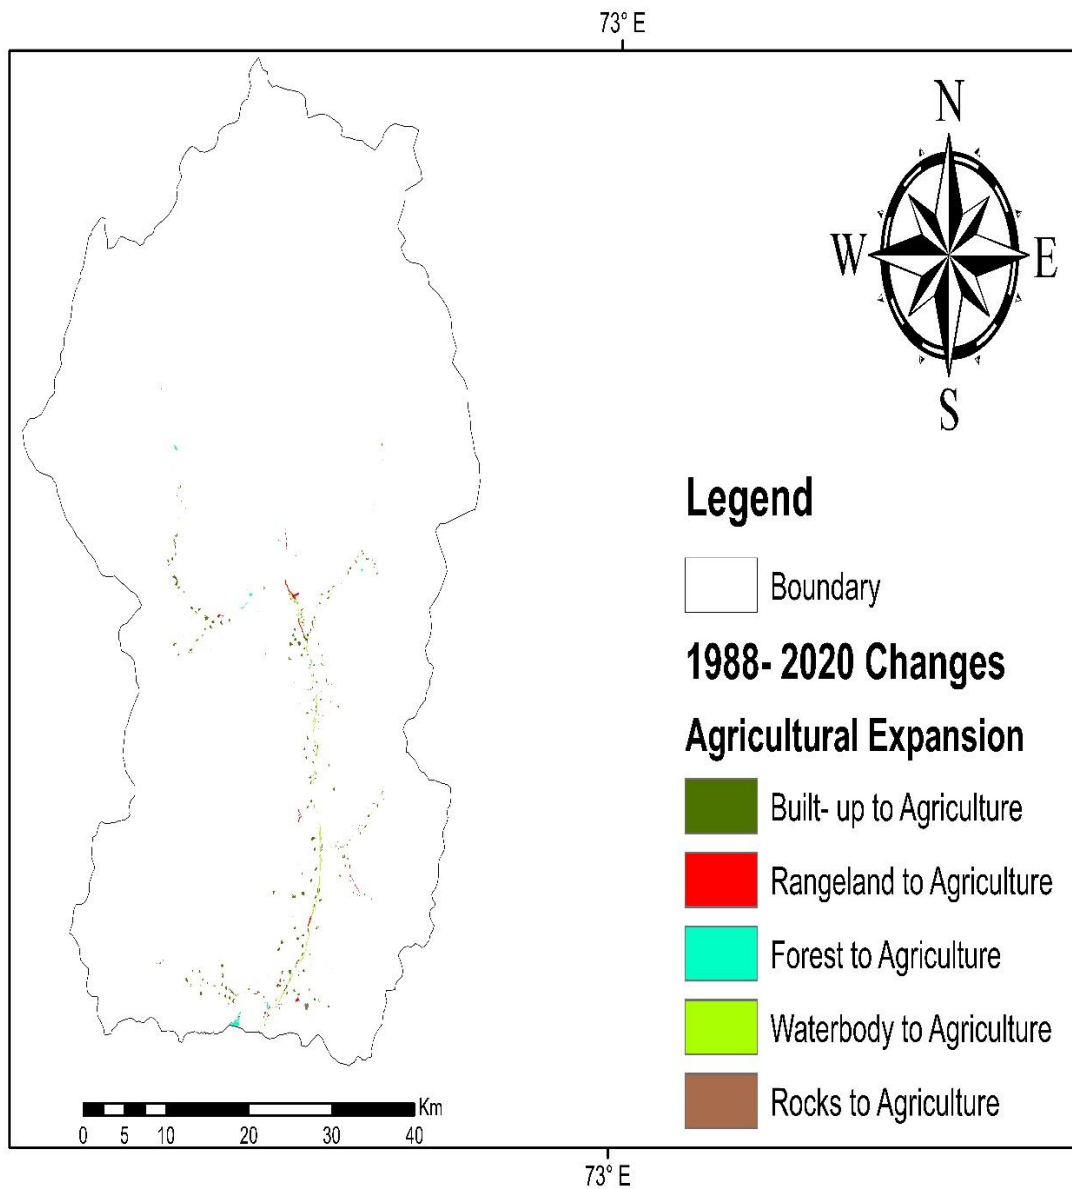 73° E
N
W
E
S
Legend
Boundary
1988- 2020 Changes
Agricultural Expansion
Built- up to Agriculture
Rangeland to Agriculture
Forest to Agriculture
Waterbody to Agriculture
Rocks to Agriculture
Km
0 5 10 20 30 40
73° E